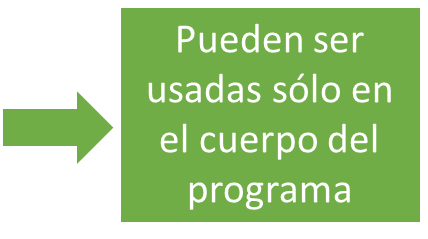 Pueden ser
usadas sólo en
el cuerpo del
programa